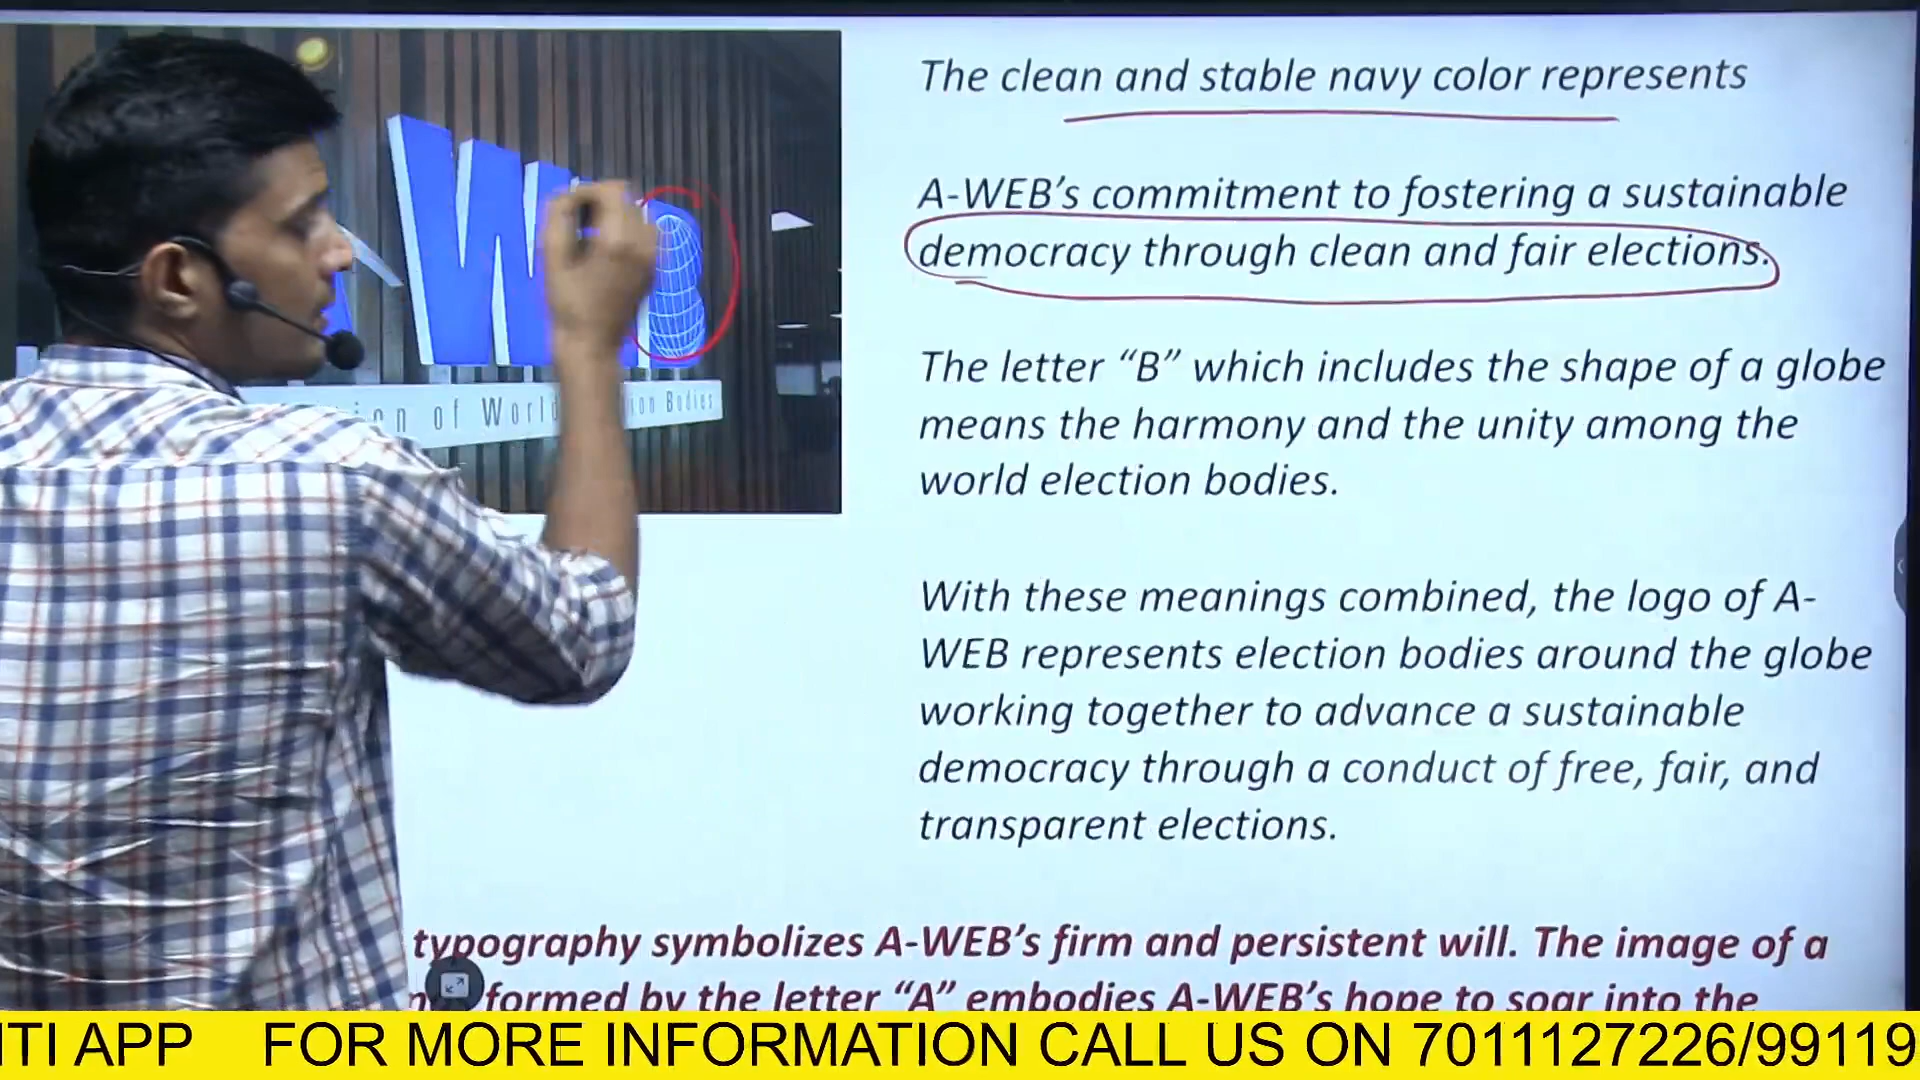 The clean and stable navy color represents
A-WEB’s commitment to fostering a sustainable
democracy through clean and fair elections.
The letter “B” which includes the shape of a globe
means the harmony and the unity among the
world election bodies.
With these meanings combined, the logo of A-
WEB represents election bodies around the globe
working together to advance a sustainable
democracy through a conduct of free, fair, and
transparent elections.
of World Bodies
typography symbolizes A-WEB’s firm and persistent will. The image of a
formed by the letter “A” embodies A-WEB’s hope to soar into the
ITI APP FOR MORE INFORMATION CALL US ON 7011127226/99119